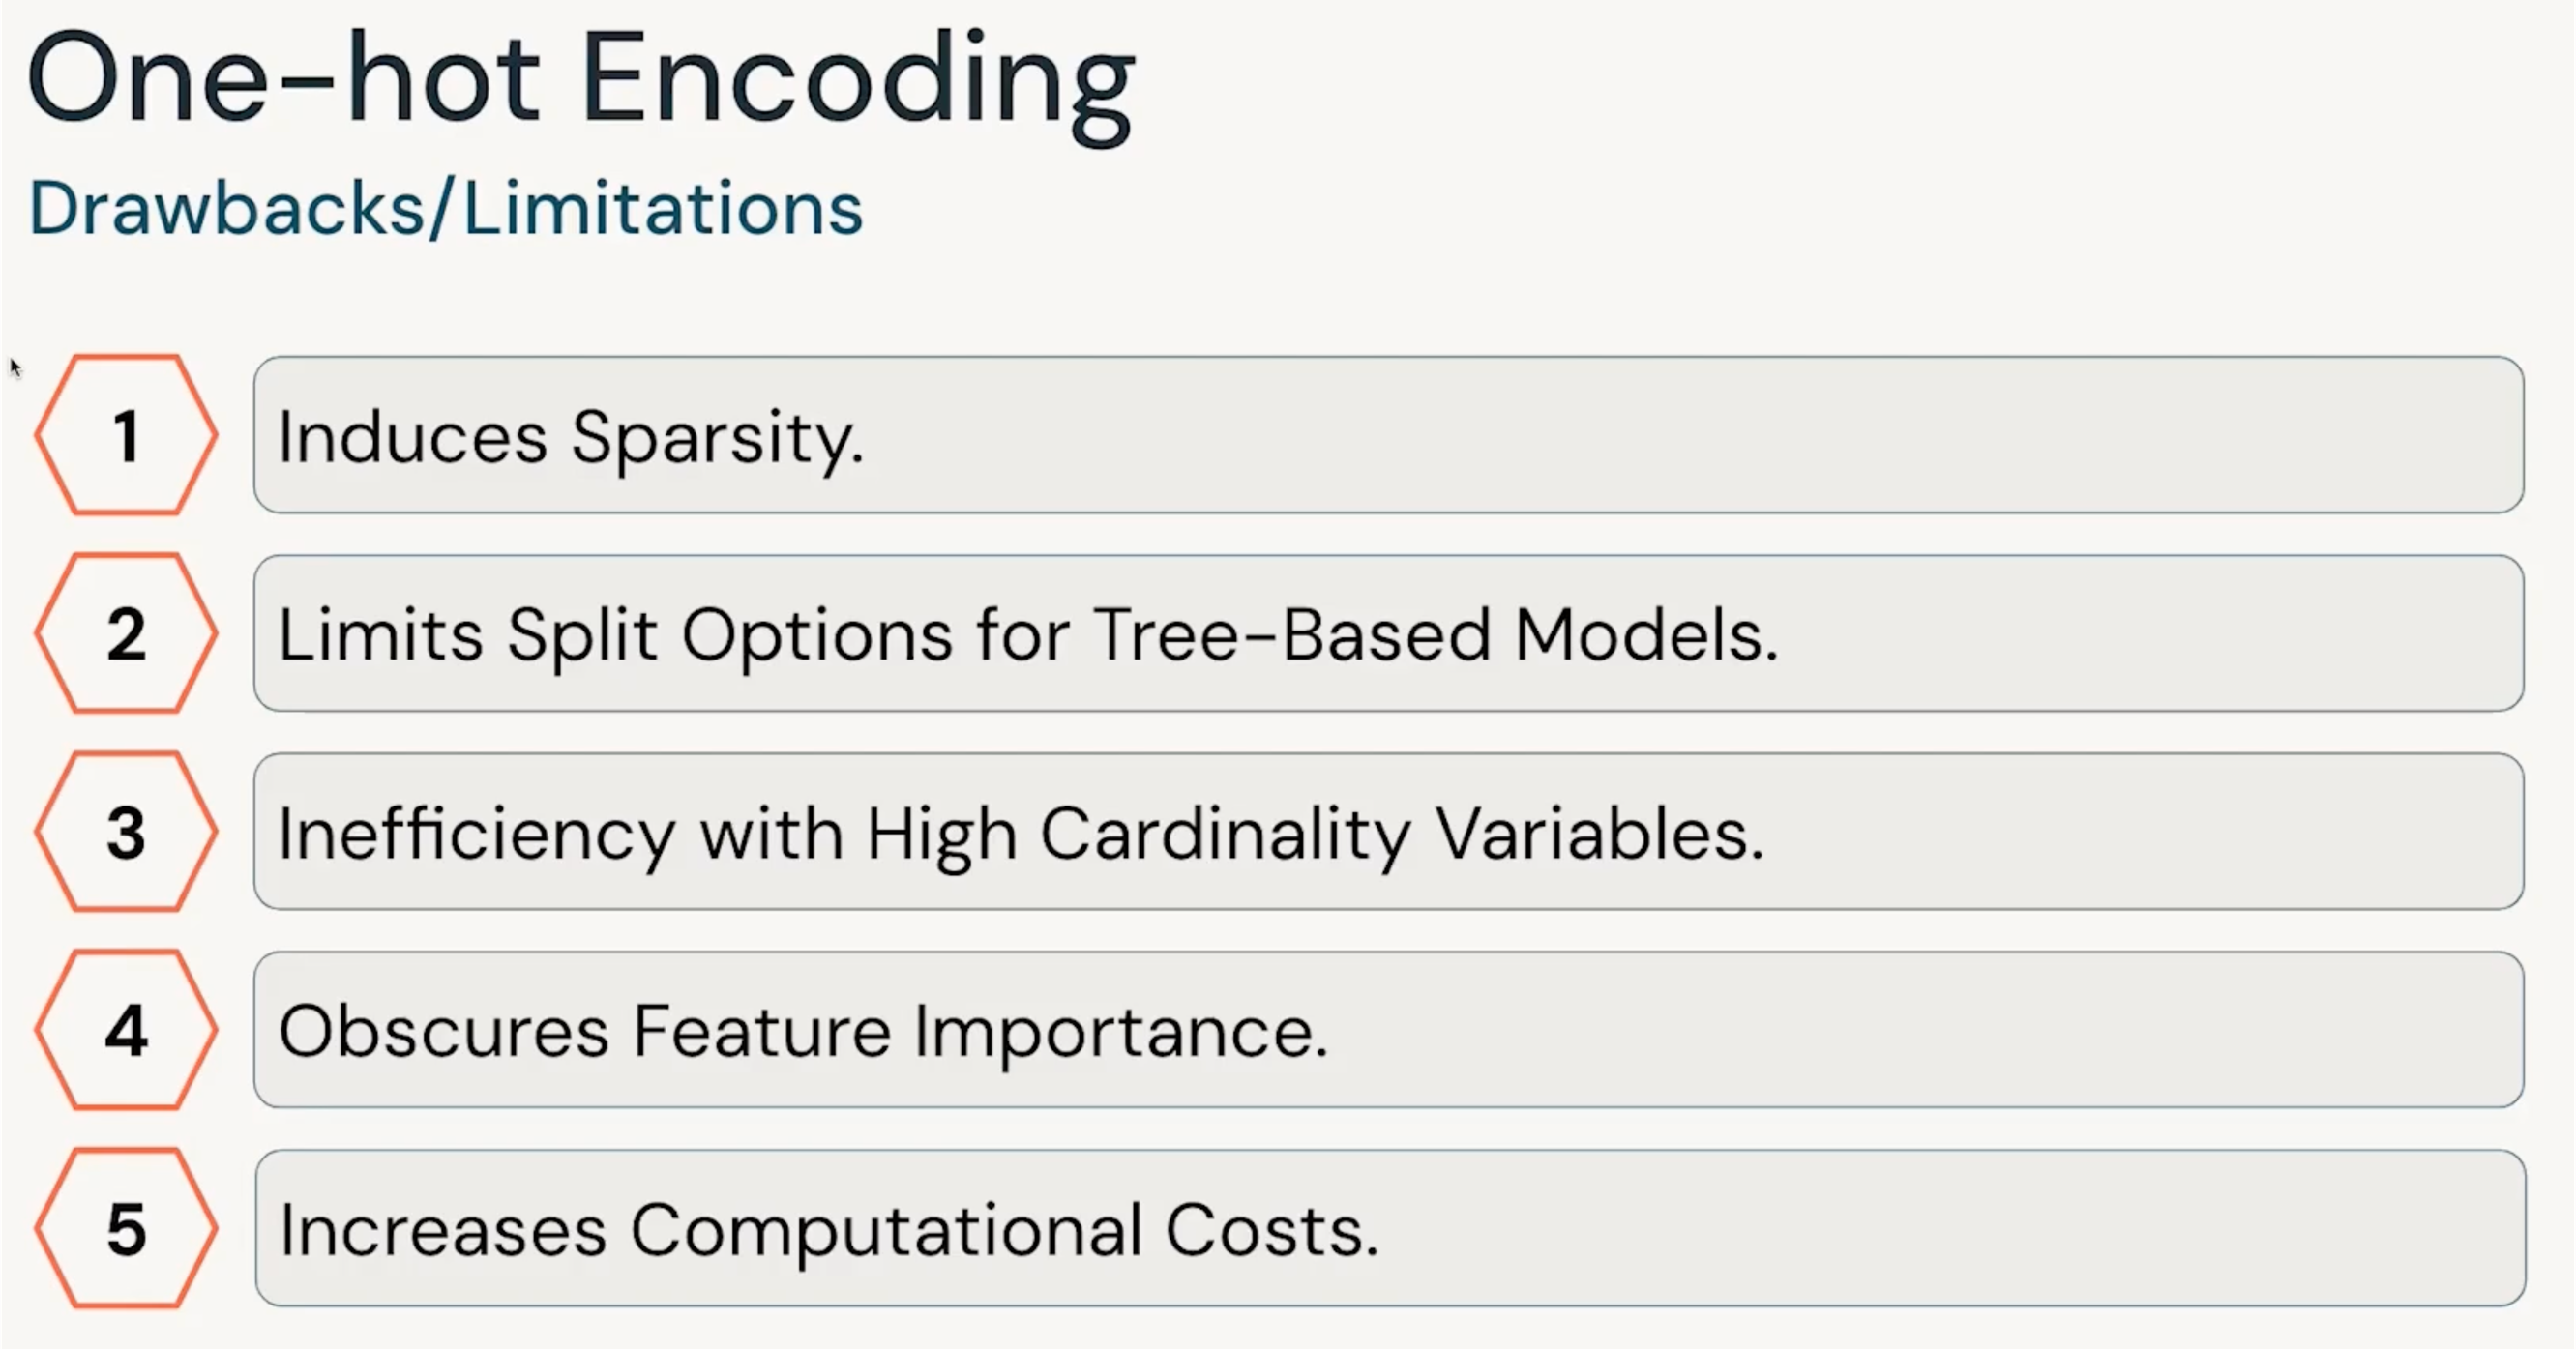 One-hot Encoding
Drawbacks/Limitations
1 Induces Sparsity.
2 Limits Split Options for Tree-Based Models.
3 Inefficiency with High Cardinality Variables.
4 Obscures Feature Importance.
5 Increases Computational Costs.